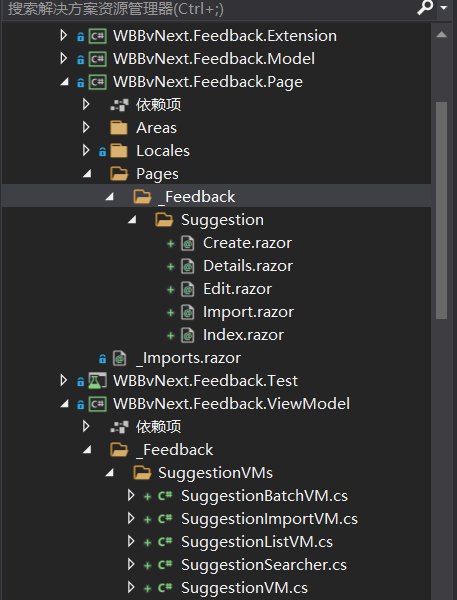 搜索解决方案资源管理器(Ctrl+;)
WBBvNext.Feedback.Extension
WBBvNext.Feedback.Model
WBBvNext.Feedback.Page
依赖项
Areas
Locales
Pages
_Feedback
Suggestion
Create.razor
Details.razor
Edit.razor
Import.razor
Index.razor
_Imports.razor
WBBvNext.Feedback.Test
WBBvNext.Feedback.ViewModel
依赖项
_Feedback
SuggestionVMs
SuggestionBatchVM.cs
SuggestionImportVM.cs
SuggestionListVM.cs
SuggestionSearcher.cs
SuggestionVM.cs